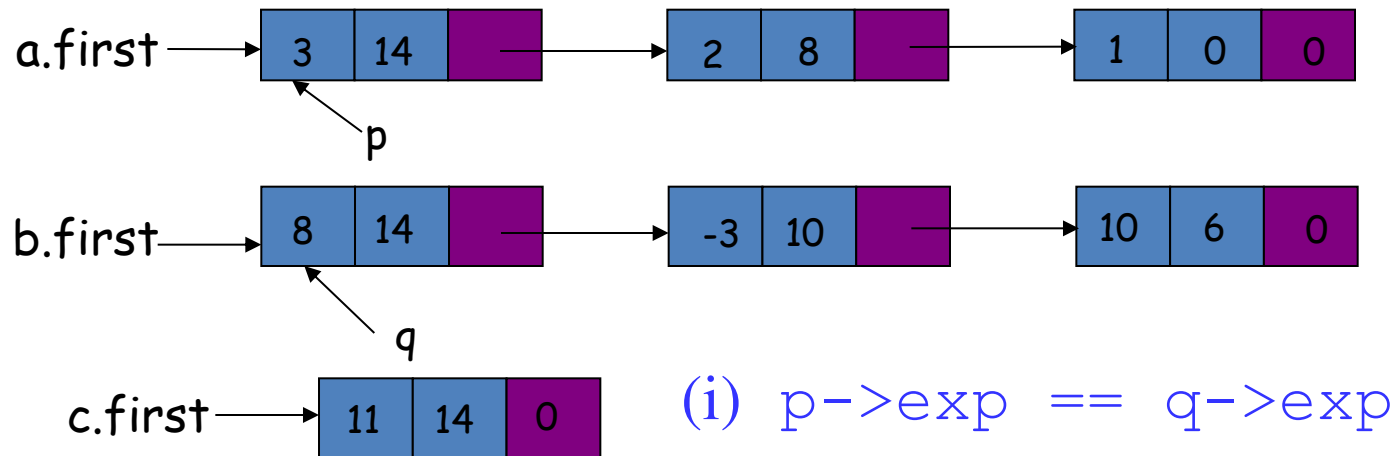 a.first 3 14 2 8 1 0 0
p
b.first 8 14 -3 10 10 6 0
q
c.first 11 14 0 (i) p->exp == q->exp